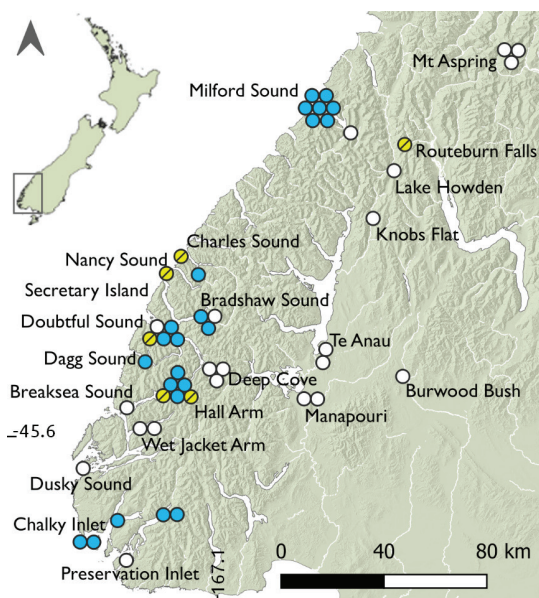 Mt Aspring
Milford Sound
Routeburn Falls
Lake Howden
Knobs Flat
Charles Sound
Nancy Sound
Secretary Island
Bradshaw Sound
Doubtful Sound
Te Anau
Dagg Sound
Deep Cove
Burwood Bush
Breaksea Sound
Hall Arm
Manapouri
-45.6
Wet Jacket Arm
Dusky Sound
Chalky Inlet
167.1
0 40 80 km
Preservation Inlet